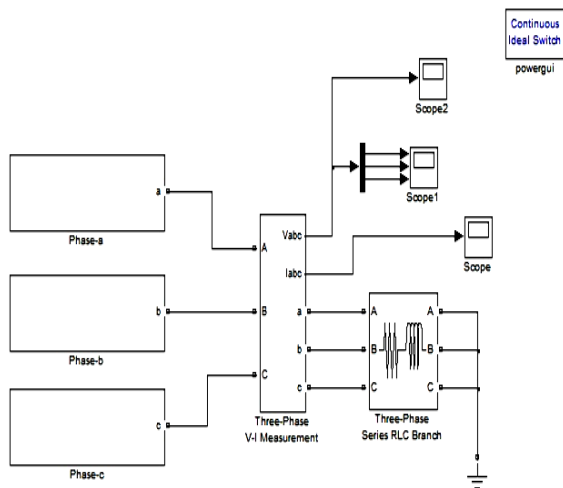 Continuous
Ideal Switch
powergui
Scope2
Scope1
a
Phase-a
A
Vabc
Iabc
Scope
b
Phase-b
B
a
A
A
b
B
B
C
c
C
C
c
Phase-c
Three-Phase
V-I Measurement
Three-Phase
Series RLC Branch